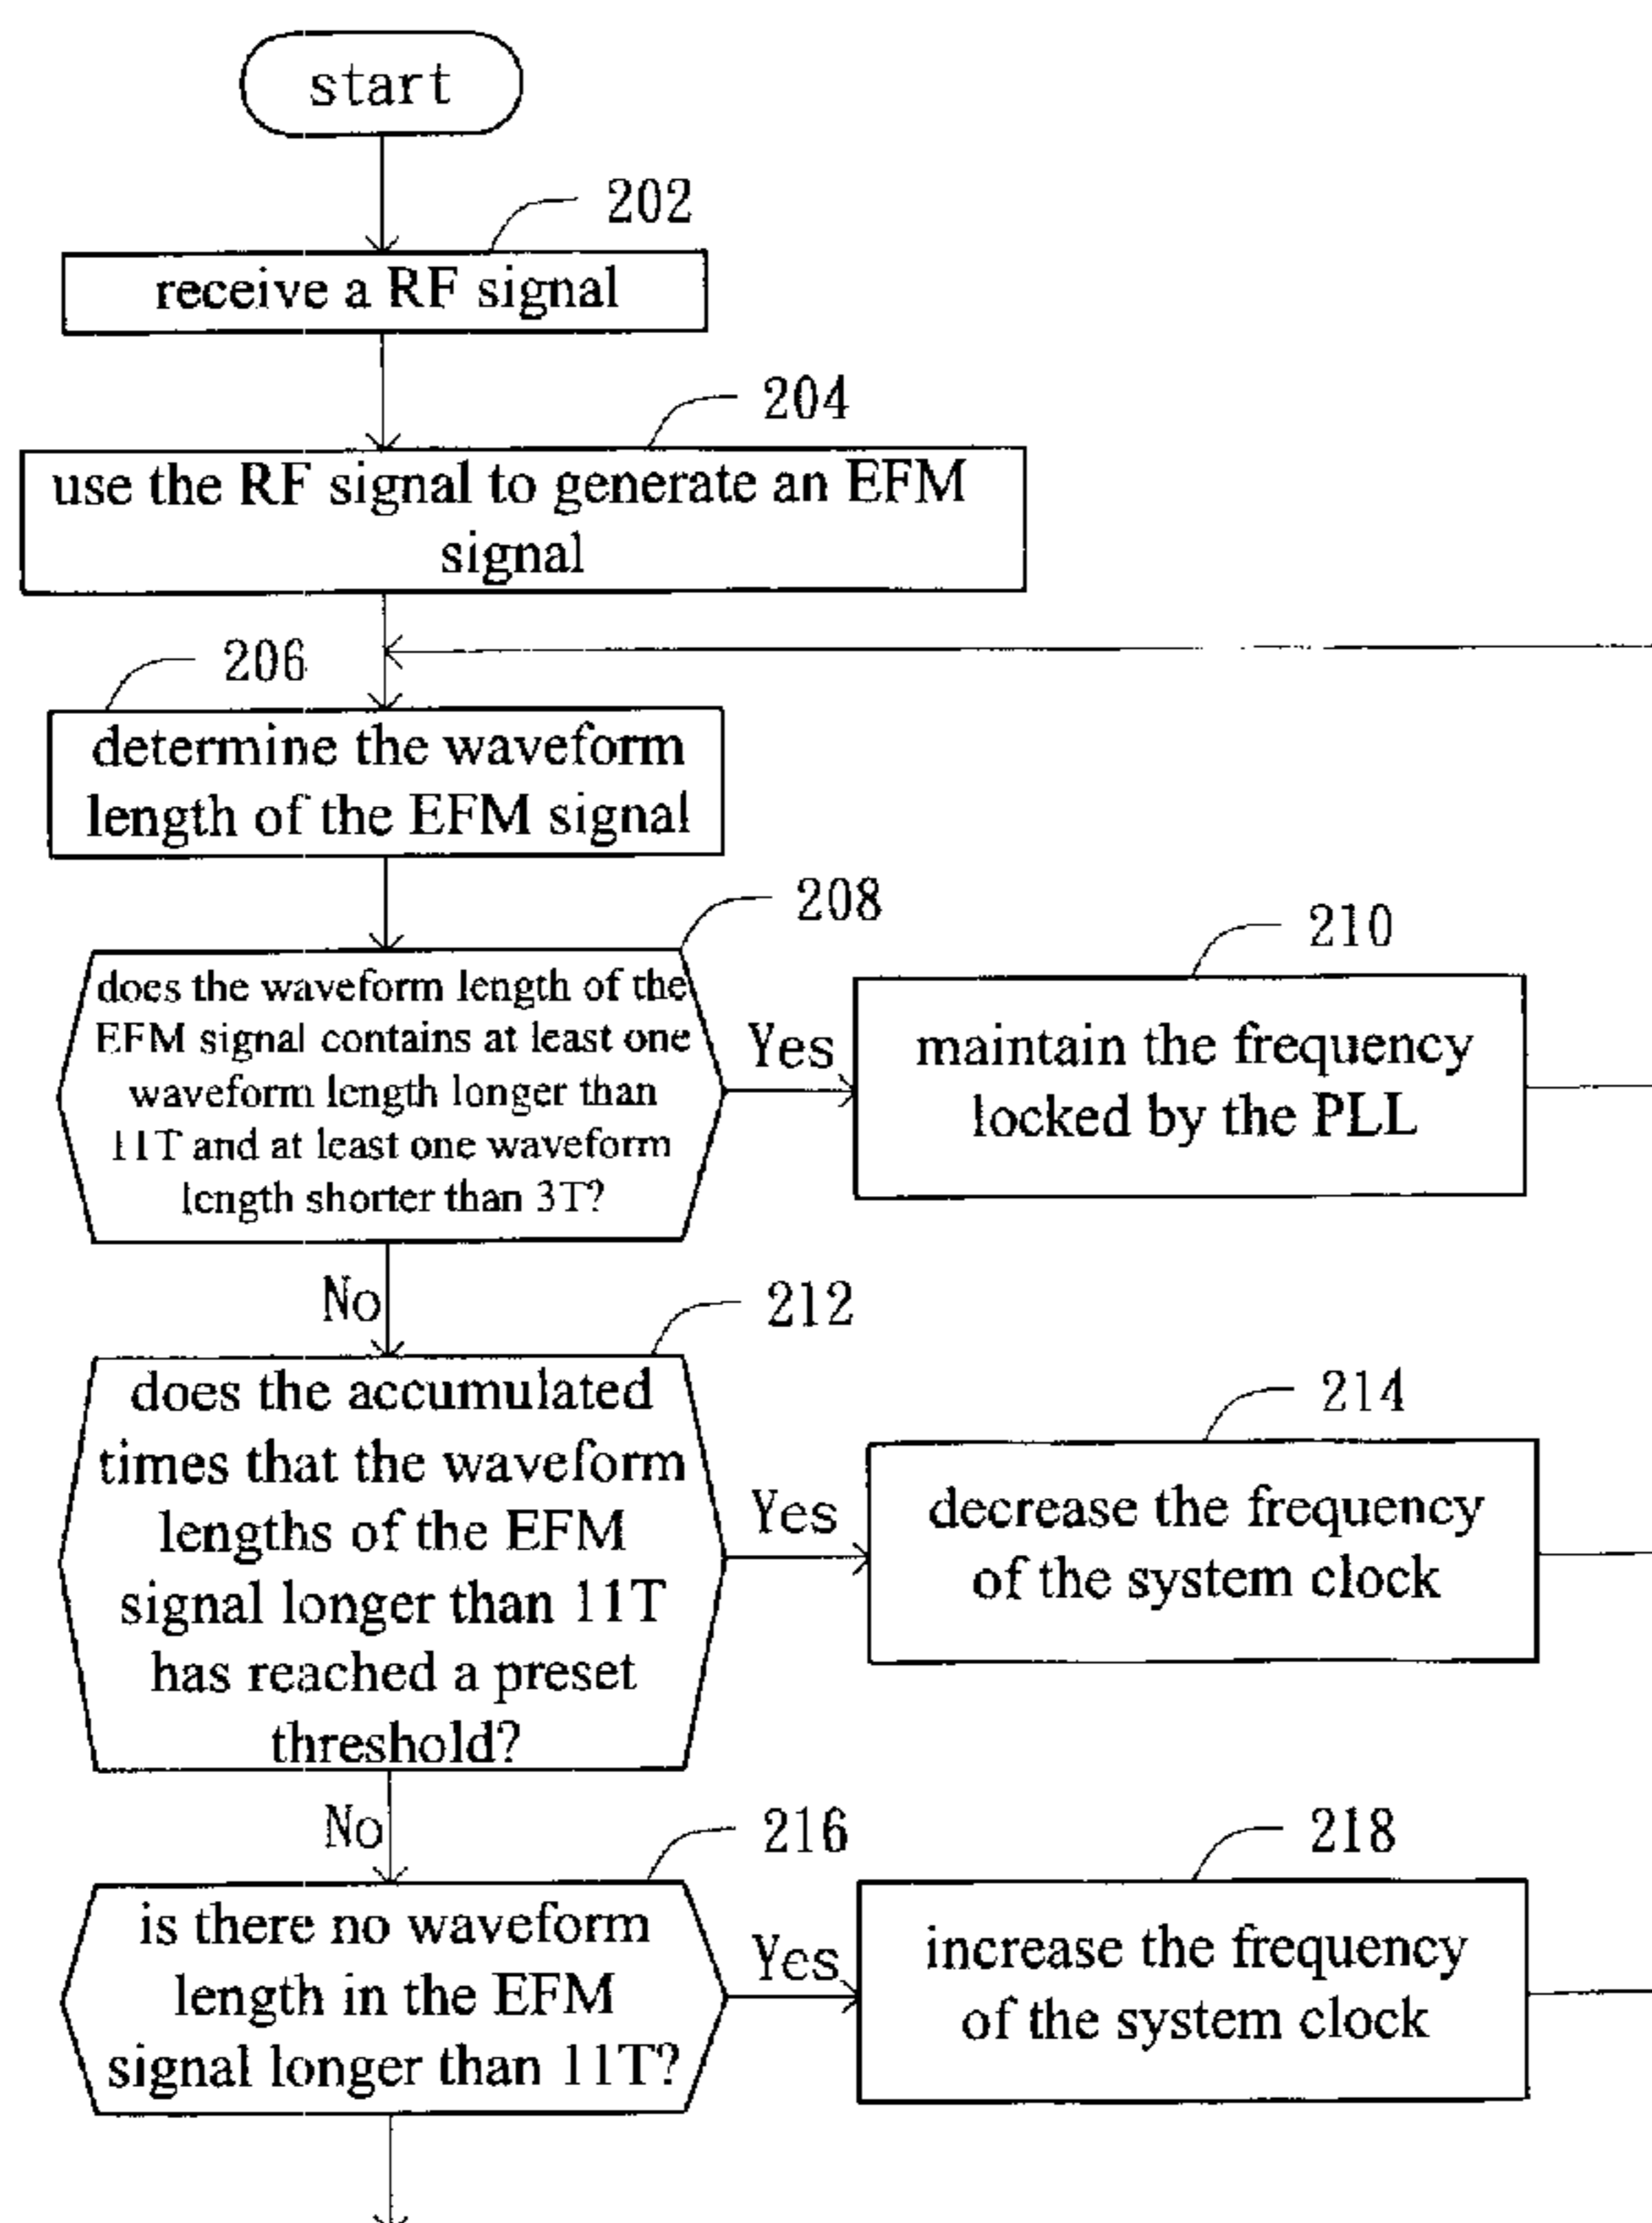 start
202
receive a RF signal
204
use the RF signal to generate an EFM
signal
206
determine the waveform
length of the EFM signal
208
does the waveform length of the
EFM signal contains at least one
waveform length longer than
11T and at least one waveform
length shorter than 3T?
Yes
210
maintain the frequency
locked by the PLL
No
212
does the accumulated
times that the waveform
lengths of the EFM
signal longer than 11T
has reached a preset
threshold?
Yes
214
decrease the frequency
of the system clock
No
216
is there no waveform
length in the EFM
signal longer than 11T?
Yes
218
increase the frequency
of the system clock